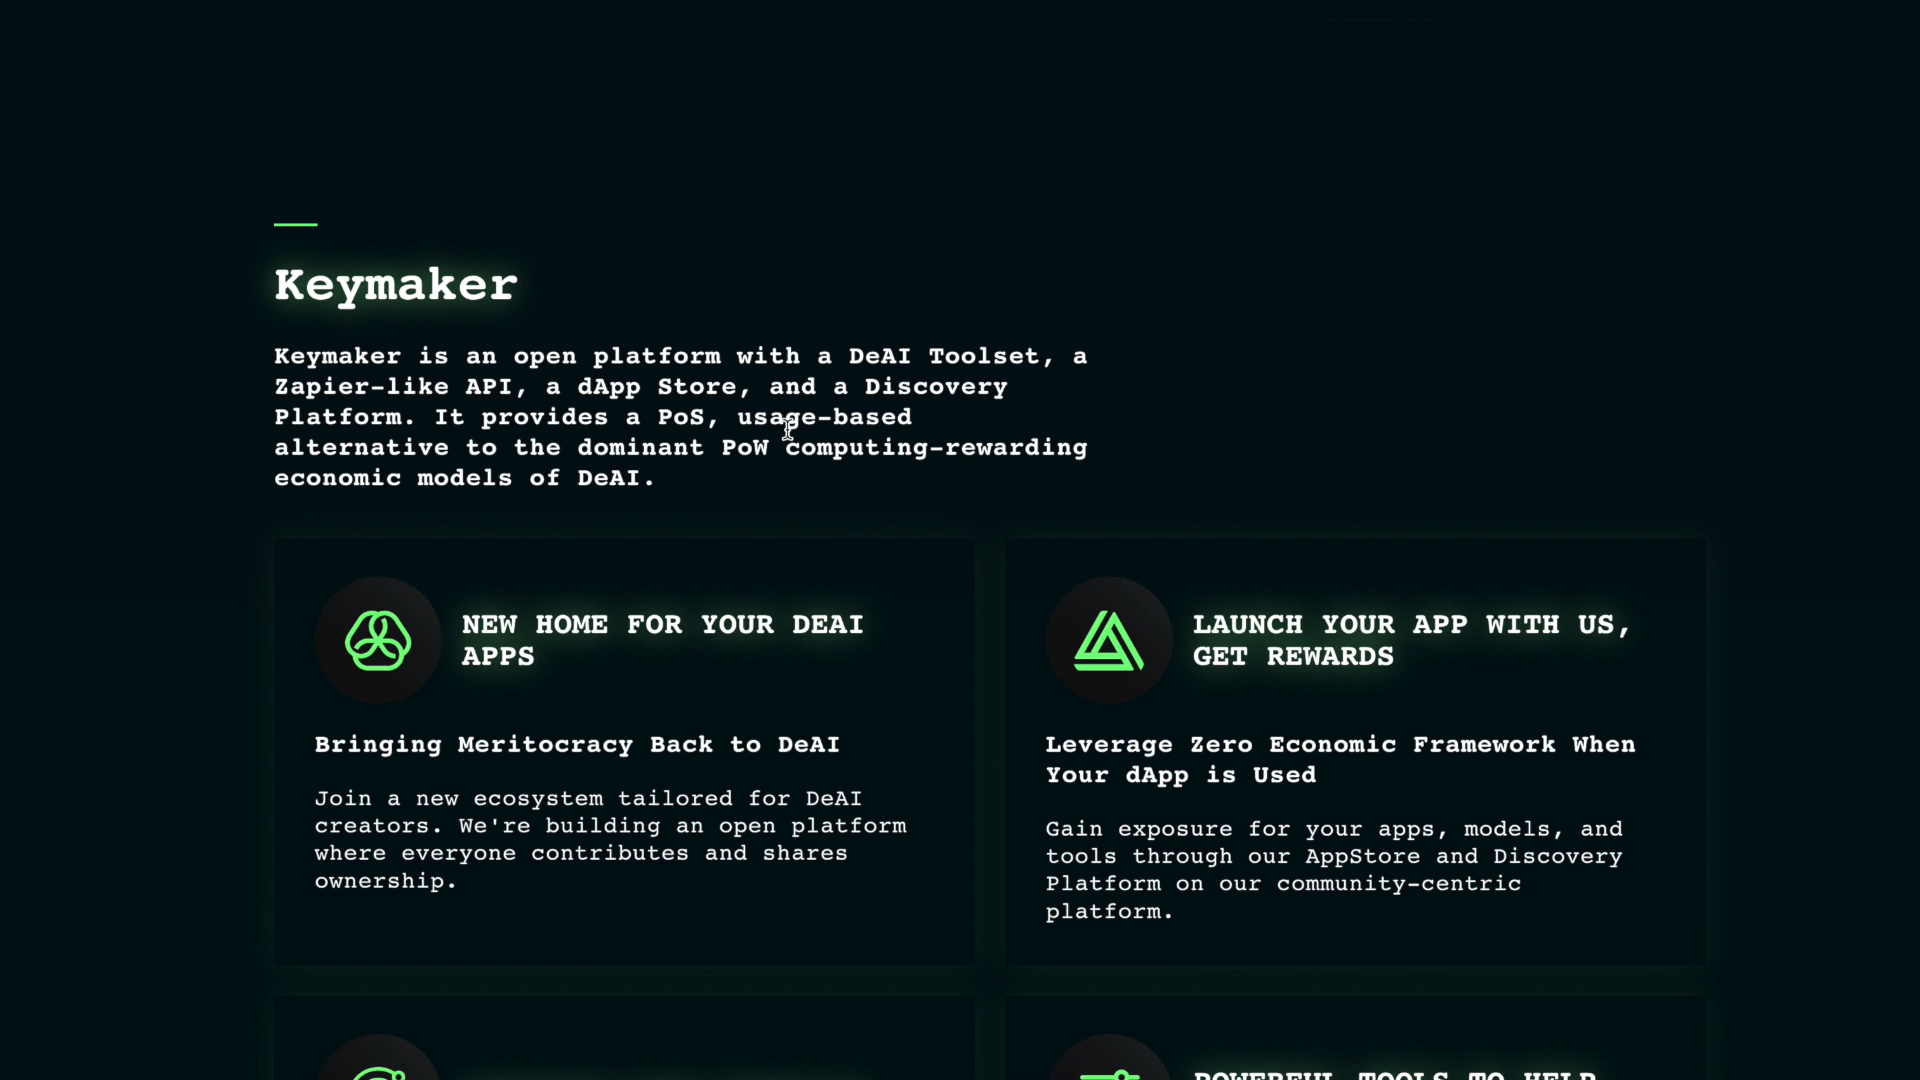 Keymaker
Keymaker is an open platform with a DeAI Toolset, a
Zapier-like API, a dApp Store, and a Discovery
Platform. It provides a PoS, usage-based
alternative to the dominant PoW computing-rewarding
economic models of DeAI.
NEW HOME FOR YOUR DEAI
APPS
Bringing Meritocracy Back to DeAI
Join a new ecosystem tailored for DeAI
creators. We're building an open platform
where everyone contributes and shares
ownership.
LAUNCH YOUR APP WITH US,
GET REWARDS
Leverage Zero Economic Framework When
Your dApp is Used
Gain exposure for your apps, models, and
tools through our AppStore and Discovery
Platform on our community-centric
platform.
POWERFUL TOOLS TO HELP